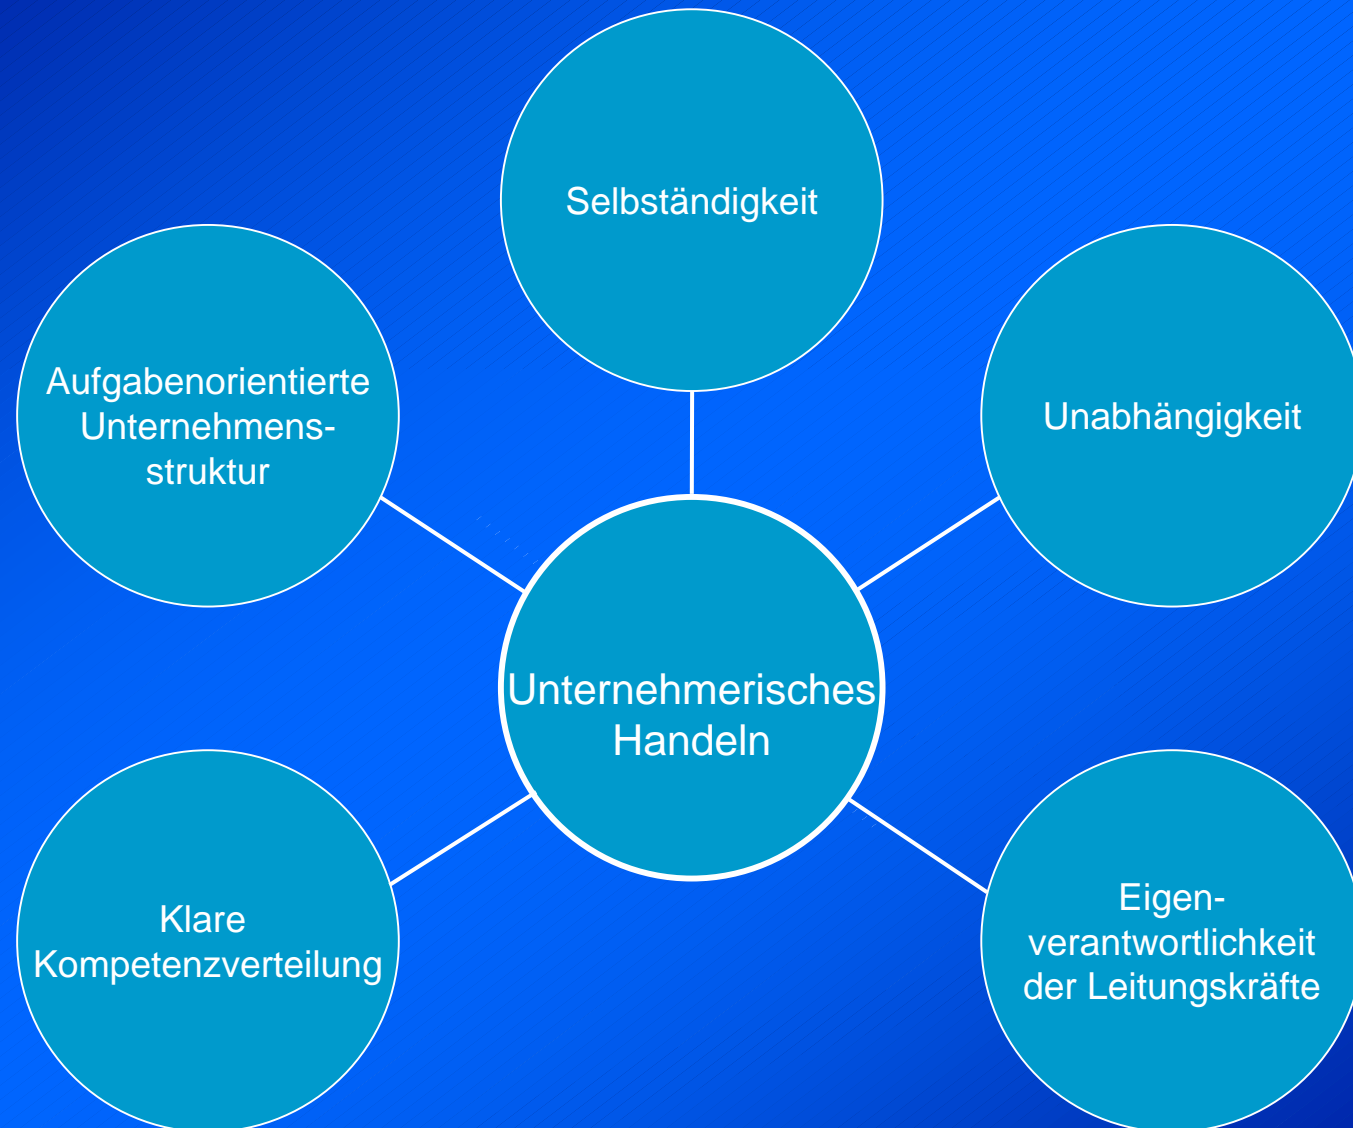 Selbständigkeit
Aufgabenorientierte
Unternehmens-
struktur
Unabhängigkeit
Unternehmerisches
Handeln
Klare
Kompetenzverteilung
Eigen-
verantwortlichkeit
der Leitungskräfte